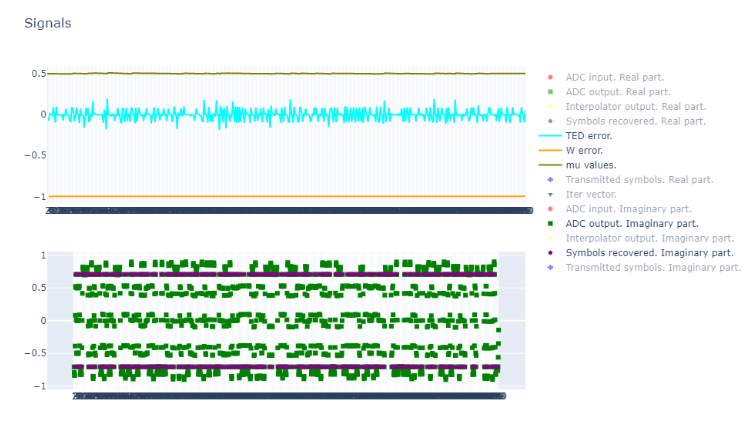 Signals
0.5
0
−0.5
−1
1
0.5
0
−0.5
−1
ADC input. Real part.
ADC output. Real part.
Interpolator output. Real part.
Symbols recovered. Real part.
TED error.
W error.
mu values.
Transmitted symbols. Real part.
Iter vector.
ADC input. Imaginary part.
ADC output. Imaginary part.
Interpolator output. Imaginary part.
Symbols recovered. Imaginary part.
Transmitted symbols. Imaginary part.